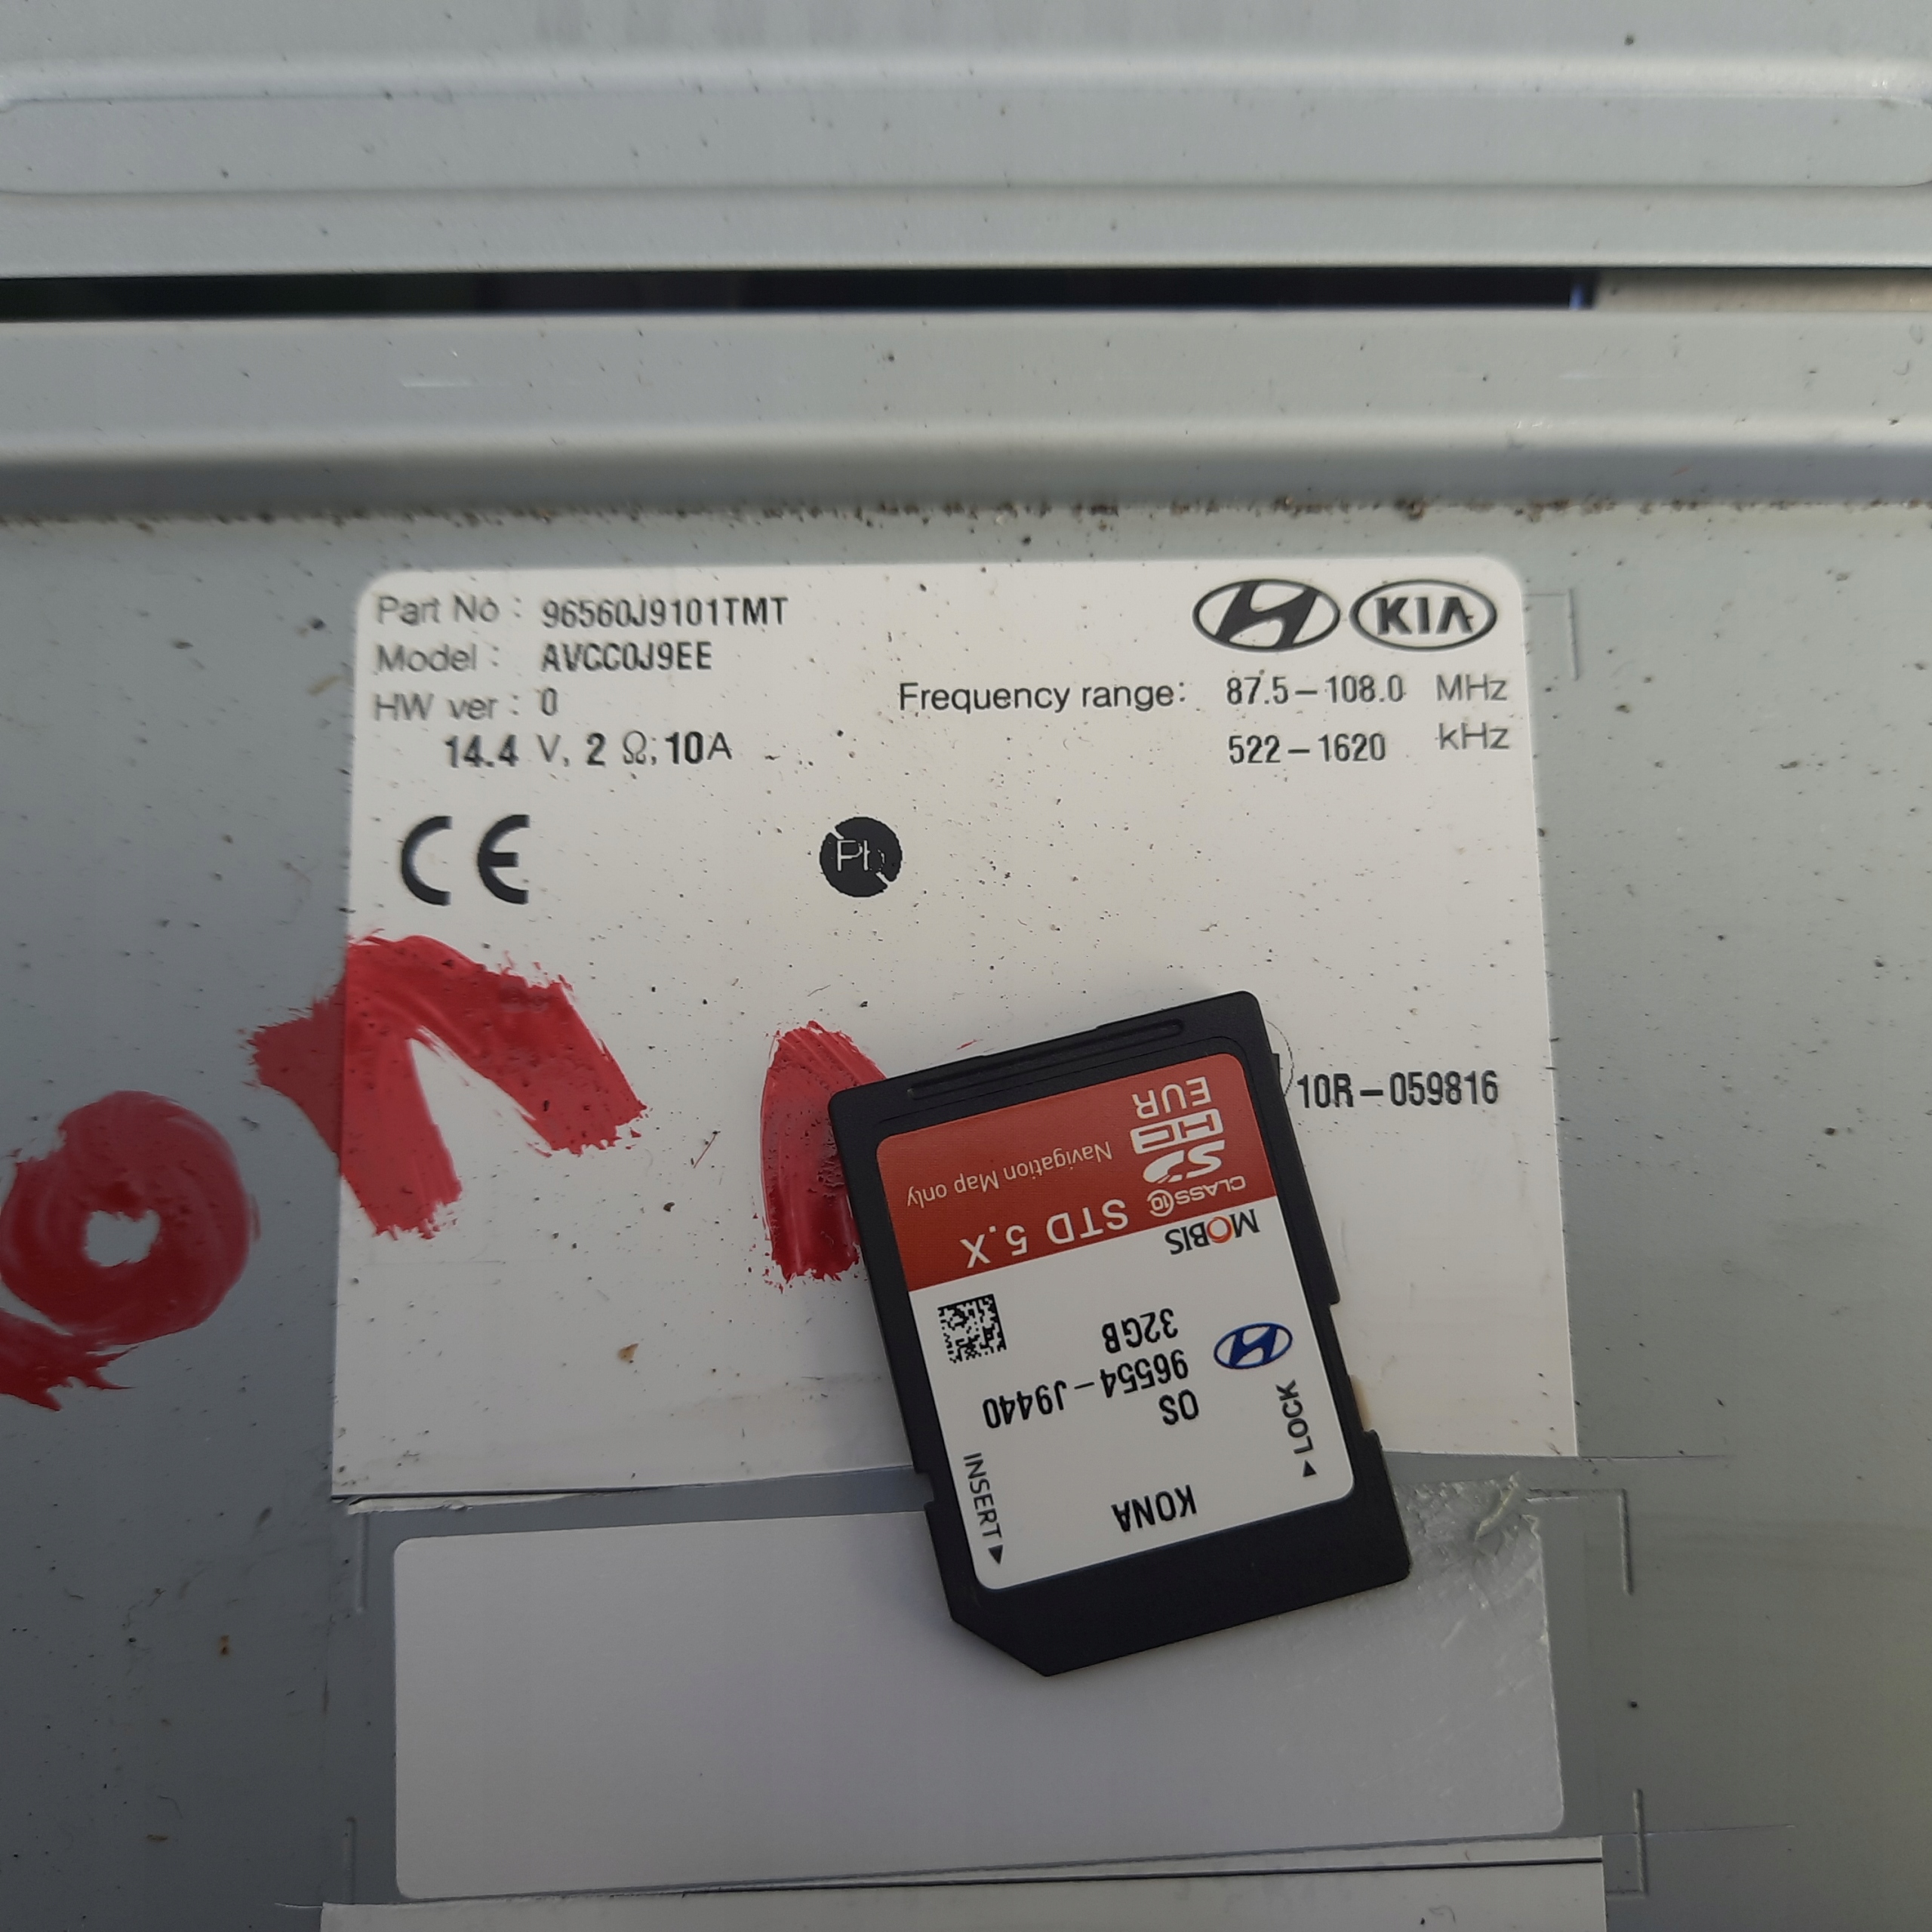 Part No : 96560J9101TMT
Model : AVCC0J9EE
HW ver : 0
14.4 V, 2 Ω; 10A
KIA
Frequency range: 87.5–108.0 MHz
522–1620 kHz
CE
Pb
10R–059816
KONA
INSERT
LOCK
OS
96554-J9440
32GB
MOBIS
STD 5.X
CLASS 10
Navigation Map only
SD HC
EUR